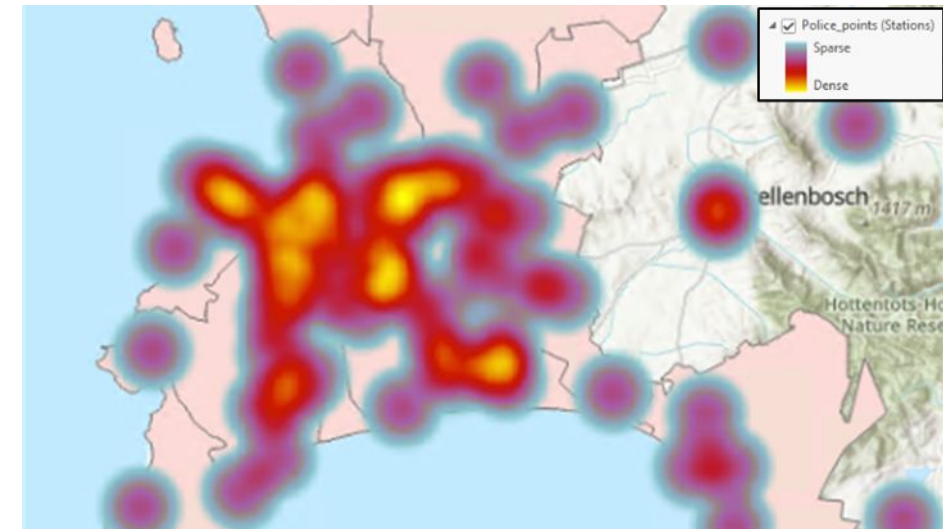 Police_points (Stations)
Sparse
Dense
ellenbosch
1417 m
Hottentots-Ho
Nature Rese